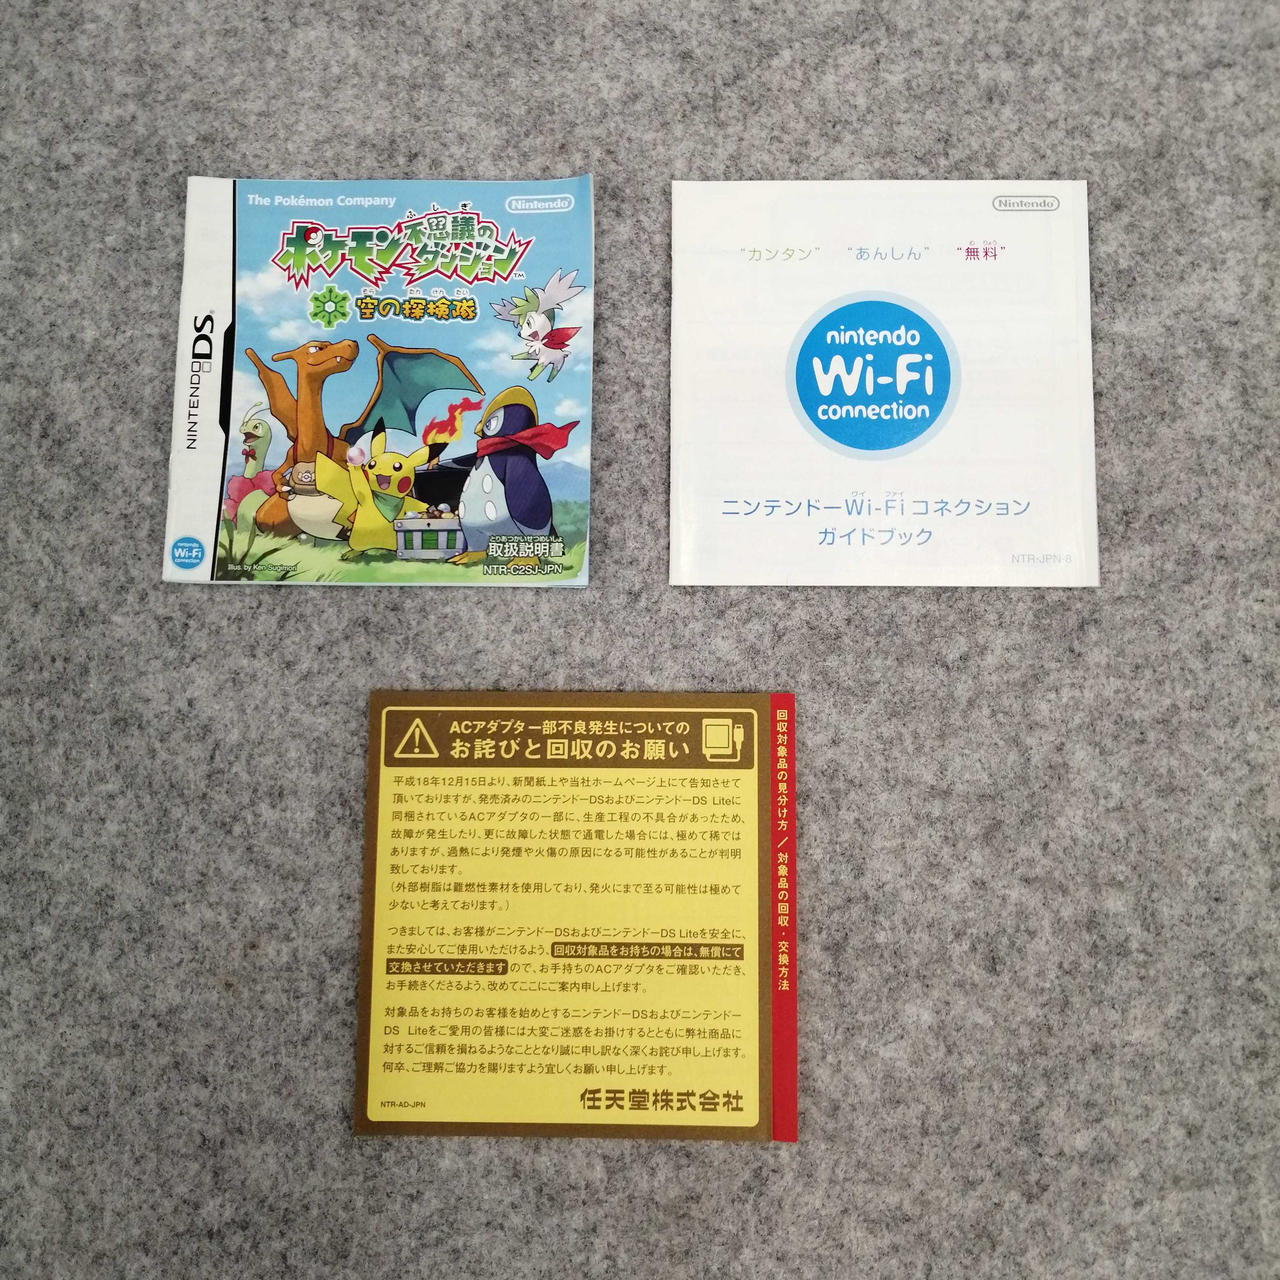 The Pokémon Company
Nintendo
ふしぎ
ポケモン不思議のダンジョン™
そら たんけんたい
空の探検隊
NINTENDO DS®
nintendo
Wi-Fi
connection
Illus. by Ken Sugimori
とりあつかいせつめいしょ
取扱説明書
NTR-C2SJ-JPN
Nintendo
む りょう
“カンタン” “あんしん” “無料”
nintendo
Wi-Fi
connection
ワイ ファイ
ニンテンドーWi-Fiコネクション
ガイドブック
NTR-JPN-8
ACアダプタ一部不良発生についての
お詫びと回収のお願い
平成18年12月15日より、新聞紙上や当社ホームページ上にて告知させて
頂いておりますが、発売済みのニンテンドーDSおよびニンテンドーDS Liteに
同梱されているACアダプタの一部に、生産工程の不具合があったため、
故障が発生したり、更に故障した状態で通電した場合には、極めて稀では
ありますが、過熱により発煙や火傷の原因になる可能性があることが判明
致しております。
（外部樹脂は難燃性素材を使用しており、発火にまで至る可能性は極めて
少ないと考えております。）
つきましては、お客様がニンテンドーDSおよびニンテンドーDS Liteを安全に、
また安心してご使用いただけるよう、回収対象品をお持ちの場合は、無償にて
交換させていただきますので、お手持ちのACアダプタをご確認いただき、
お手続きくださるよう、改めてここにご案内申し上げます。
対象品をお持ちのお客様を始めとするニンテンドーDSおよびニンテンドー
DS Liteをご愛用の皆様には大変ご迷惑をお掛けするとともに弊社商品に
対するご信頼を損ねるようなこととなり誠に申し訳なく深くお詫び申し上げます。
何卒、ご理解ご協力を賜りますよう宜しくお願い申し上げます。
NTR-AD-JPN
任天堂株式会社
回収対象品の見分け方／対象品の回収・交換方法